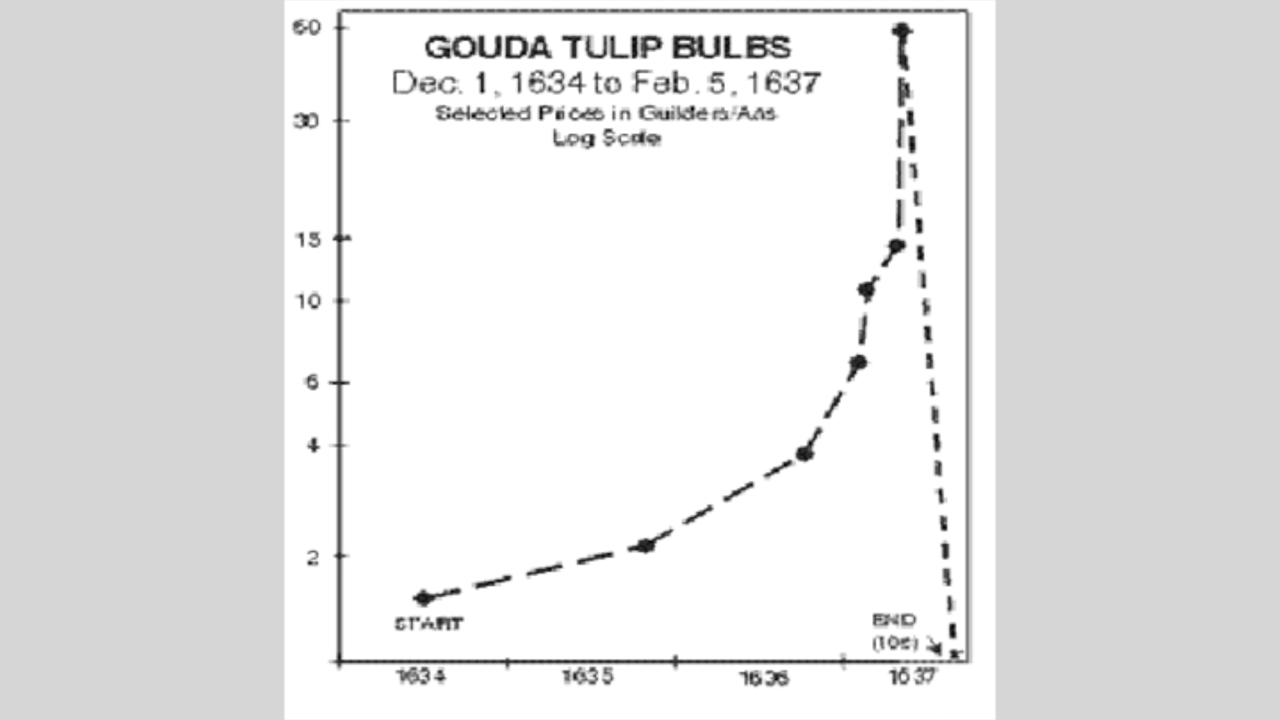 GOUDA TULIP BULBS
Dec. 1, 1634 to Feb. 5, 1637
Selected Prices in Guilders/Aas
Log Scale
50
30
15
10
6
4
2
START
END
(10¢)
1634 1635 1636 1637